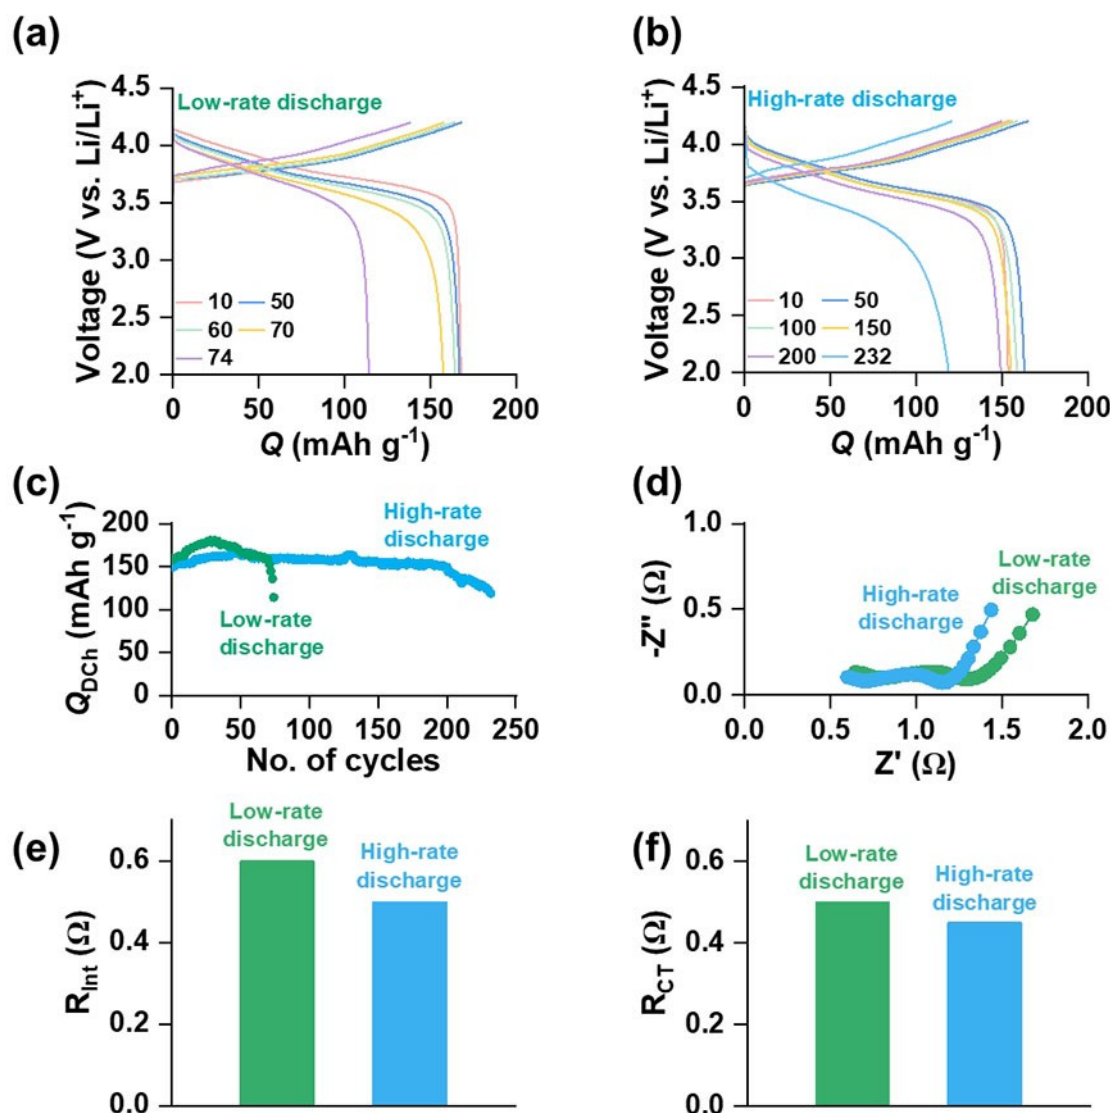 (a)
Voltage (V vs. Li/Li⁺)
4.5
4.0
3.5
3.0
2.5
2.0
Low-rate discharge
10 50
60 70
74
0 50 100 150 200
Q (mAh g⁻¹)
(b)
Voltage (V vs. Li/Li⁺)
4.5
4.0
3.5
3.0
2.5
2.0
High-rate discharge
10 50
100 150
200 232
0 50 100 150 200
Q (mAh g⁻¹)
(c)
Q_DCh (mAh g⁻¹)
200
150
100
50
0
High-rate
discharge
Low-rate
discharge
0 50 100 150 200 250
No. of cycles
(d)
-Z" (Ω)
1.0
0.5
0.0
High-rate
discharge
Low-rate
discharge
0.0 0.5 1.0 1.5 2.0
Z' (Ω)
(e)
R_Int (Ω)
0.6
0.4
0.2
0.0
Low-rate
discharge
High-rate
discharge
(f)
R_CT (Ω)
0.6
0.4
0.2
0.0
Low-rate
discharge
High-rate
discharge